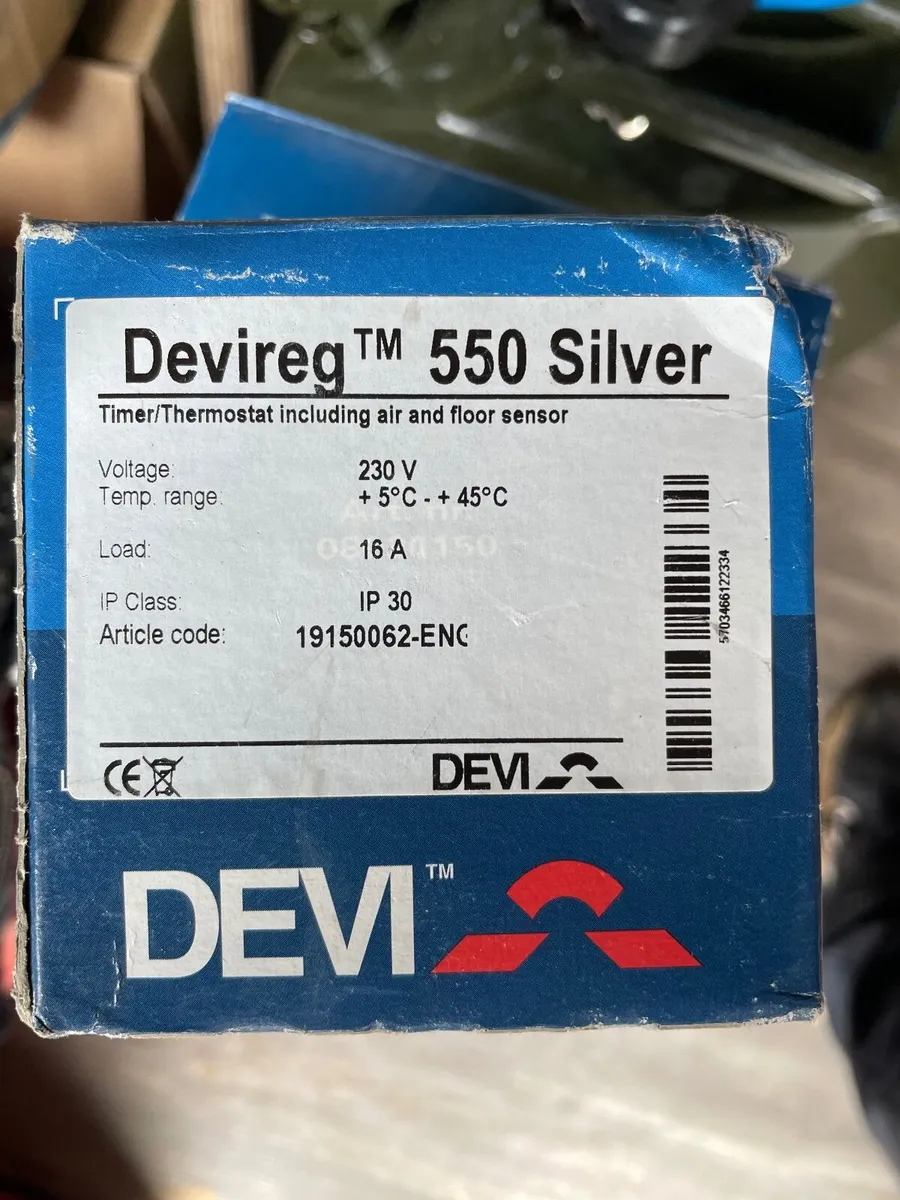 Devireg™ 550 Silver
Timer/Thermostat including air and floor sensor
Voltage: 230 V
Temp. range: + 5°C - + 45°C
Load: 16 A
IP Class: IP 30
Article code: 19150062-ENG
5703466122334
CE DEVI
DEVI™